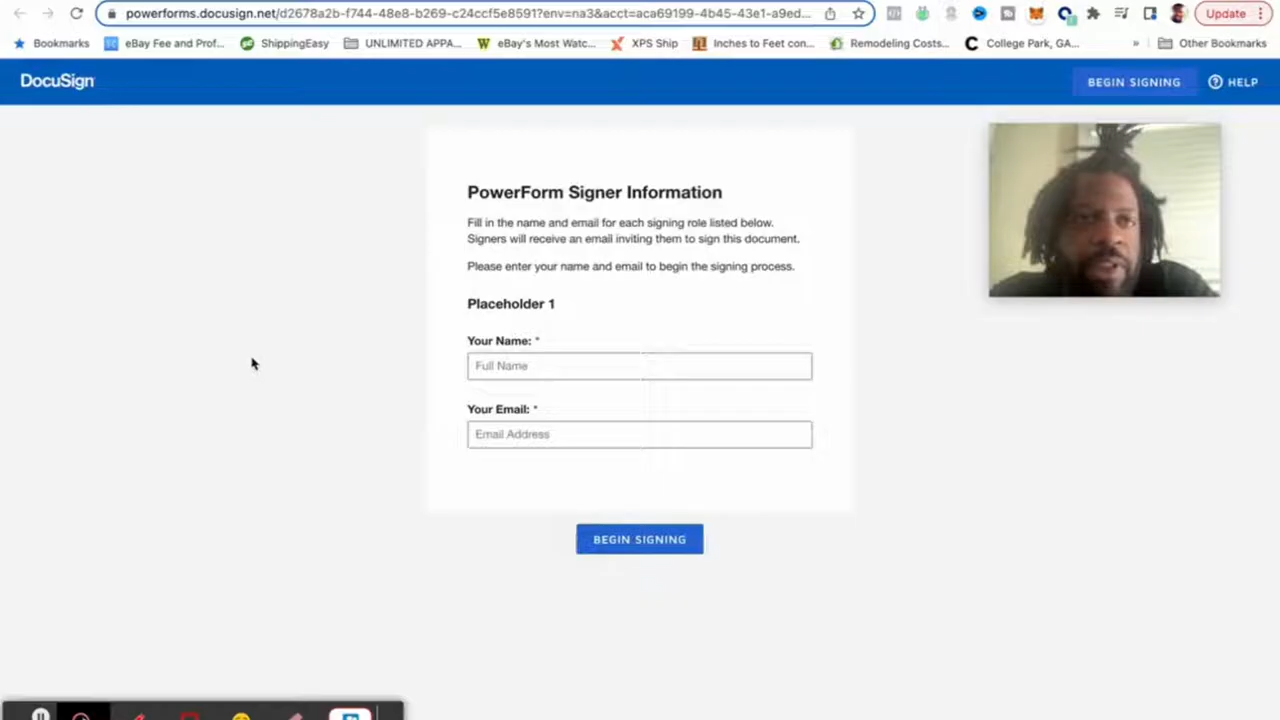 powerforms.docusign.net/d2678a2b-f744-48e8-b269-c24ccf5e8591?env=na3&acct=aca69199-4b45-43e1-a9ed...
Update
Bookmarks
eBay Fee and Prof...
ShippingEasy
UNLIMITED APPA...
eBay's Most Watc...
XPS Ship
Inches to Feet con...
Remodeling Costs...
College Park, GA...
»
Other Bookmarks
DocuSign
BEGIN SIGNING
HELP
PowerForm Signer Information
Fill in the name and email for each signing role listed below.
Signers will receive an email inviting them to sign this document.
Please enter your name and email to begin the signing process.
Placeholder 1
Your Name: *
Full Name
Your Email: *
Email Address
BEGIN SIGNING